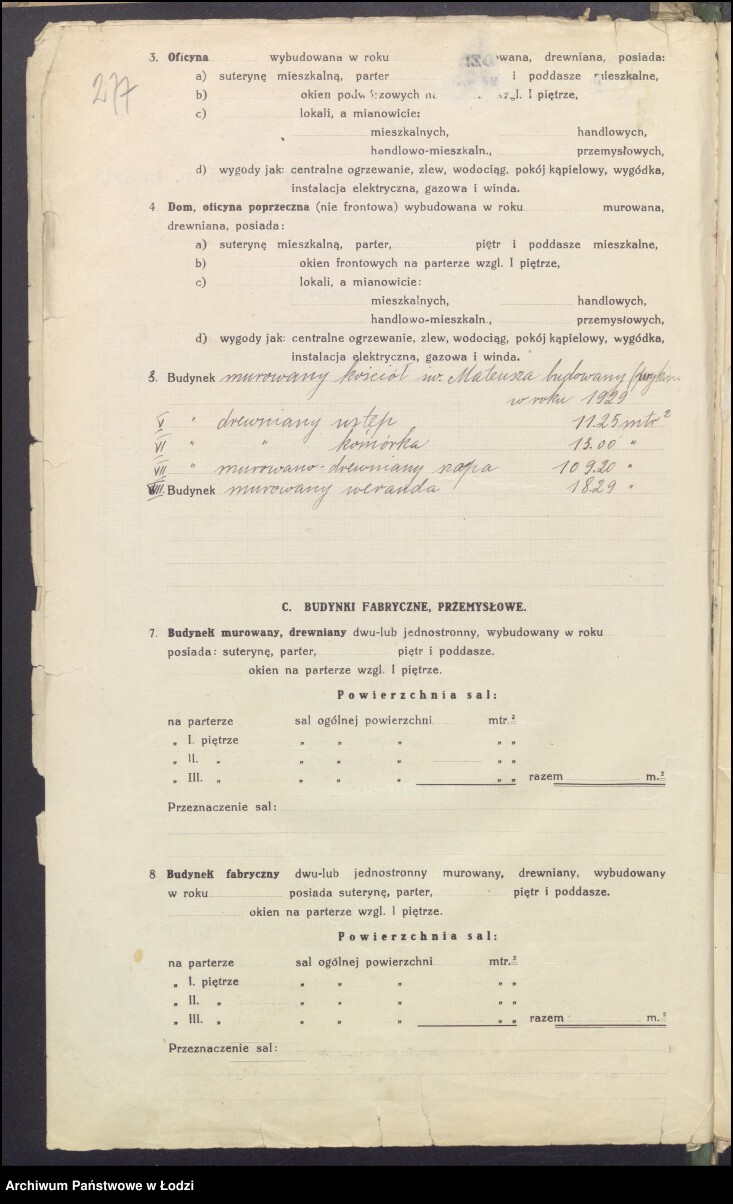 277
3. Oficyna wybudowana w roku wana, drewniana, posiada:
a) suterynę mieszkalną, parter i poddasze mieszkalne,
b) okien I piętrze,
c) lokali, a mianowicie:
mieszkalnych, handlowych,
handlowo-mieszkaln., przemysłowych,
d) wygody jak: centralne ogrzewanie, zlew, wodociąg, pokój kąpielowy, wygódka,
instalacja elektryczna, gazowa i winda.
4 Dom, oficyna poprzeczna (nie frontowa) wybudowana w roku murowana,
drewniana, posiada:
a) suterynę mieszkalną, parter, piętr i poddasze mieszkalne,
b) okien frontowych na parterze wzgl. I piętrze,
c) lokali, a mianowicie:
mieszkalnych, handlowych,
handlowo-mieszkaln., przemysłowych,
d) wygody jak: centralne ogrzewanie, zlew, wodociąg, pokój kąpielowy, wygódka,
instalacja elektryczna, gazowa i winda.
5. Budynek murowany kościół św. Mateusza budowany
w roku 1929
V " drewniany ustęp 11.25 mtr²
VI " " komórka 13.00 "
VII " murowano-drewniany szopa 109.20 "
VIII. Budynek murowany weranda 18.29 "
C. BUDYNKI FABRYCZNE, PRZEMYSŁOWE.
7. Budynek murowany, drewniany dwu-lub jednostronny, wybudowany w roku
posiada: suterynę, parter, piętr i poddasze.
okien na parterze wzgl. I piętrze.
Powierzchnia sal:
na parterze sal ogólnej powierzchni mtr.²
„ I. piętrze „ „ „ „ „
„ II. „ „ „ „ „ „
„ III. „ „ „ „ „ „ razem m.²
Przeznaczenie sal:
8 Budynek fabryczny dwu-lub jednostronny murowany, drewniany, wybudowany
w roku posiada suterynę, parter, piętr i poddasze.
okien na parterze wzgl. I piętrze.
Powierzchnia sal:
na parterze sal ogólnej powierzchni mtr.²
„ I. piętrze „ „ „ „ „
„ II. „ „ „ „ „ „
„ III. „ „ „ „ „ „ razem m.²
Przeznaczenie sal:
Archiwum Państwowe w Łodzi